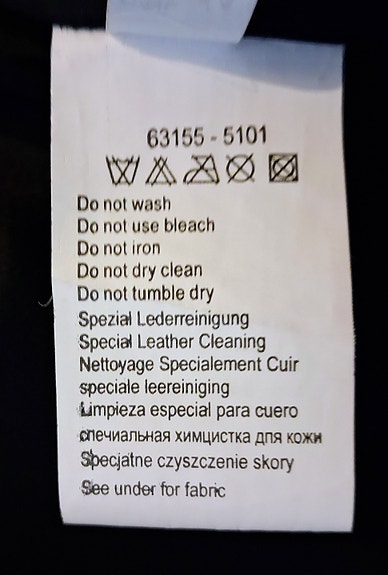 63155 - 5101
Do not wash
Do not use bleach
Do not iron
Do not dry clean
Do not tumble dry
Spezial Lederreinigung
Special Leather Cleaning
Nettoyage Specialement Cuir
speciale leereiniging
Limpieza especial para cuero
спечиальная химцистка для кожи
Specjatne czyszczenie skory
See under for fabric